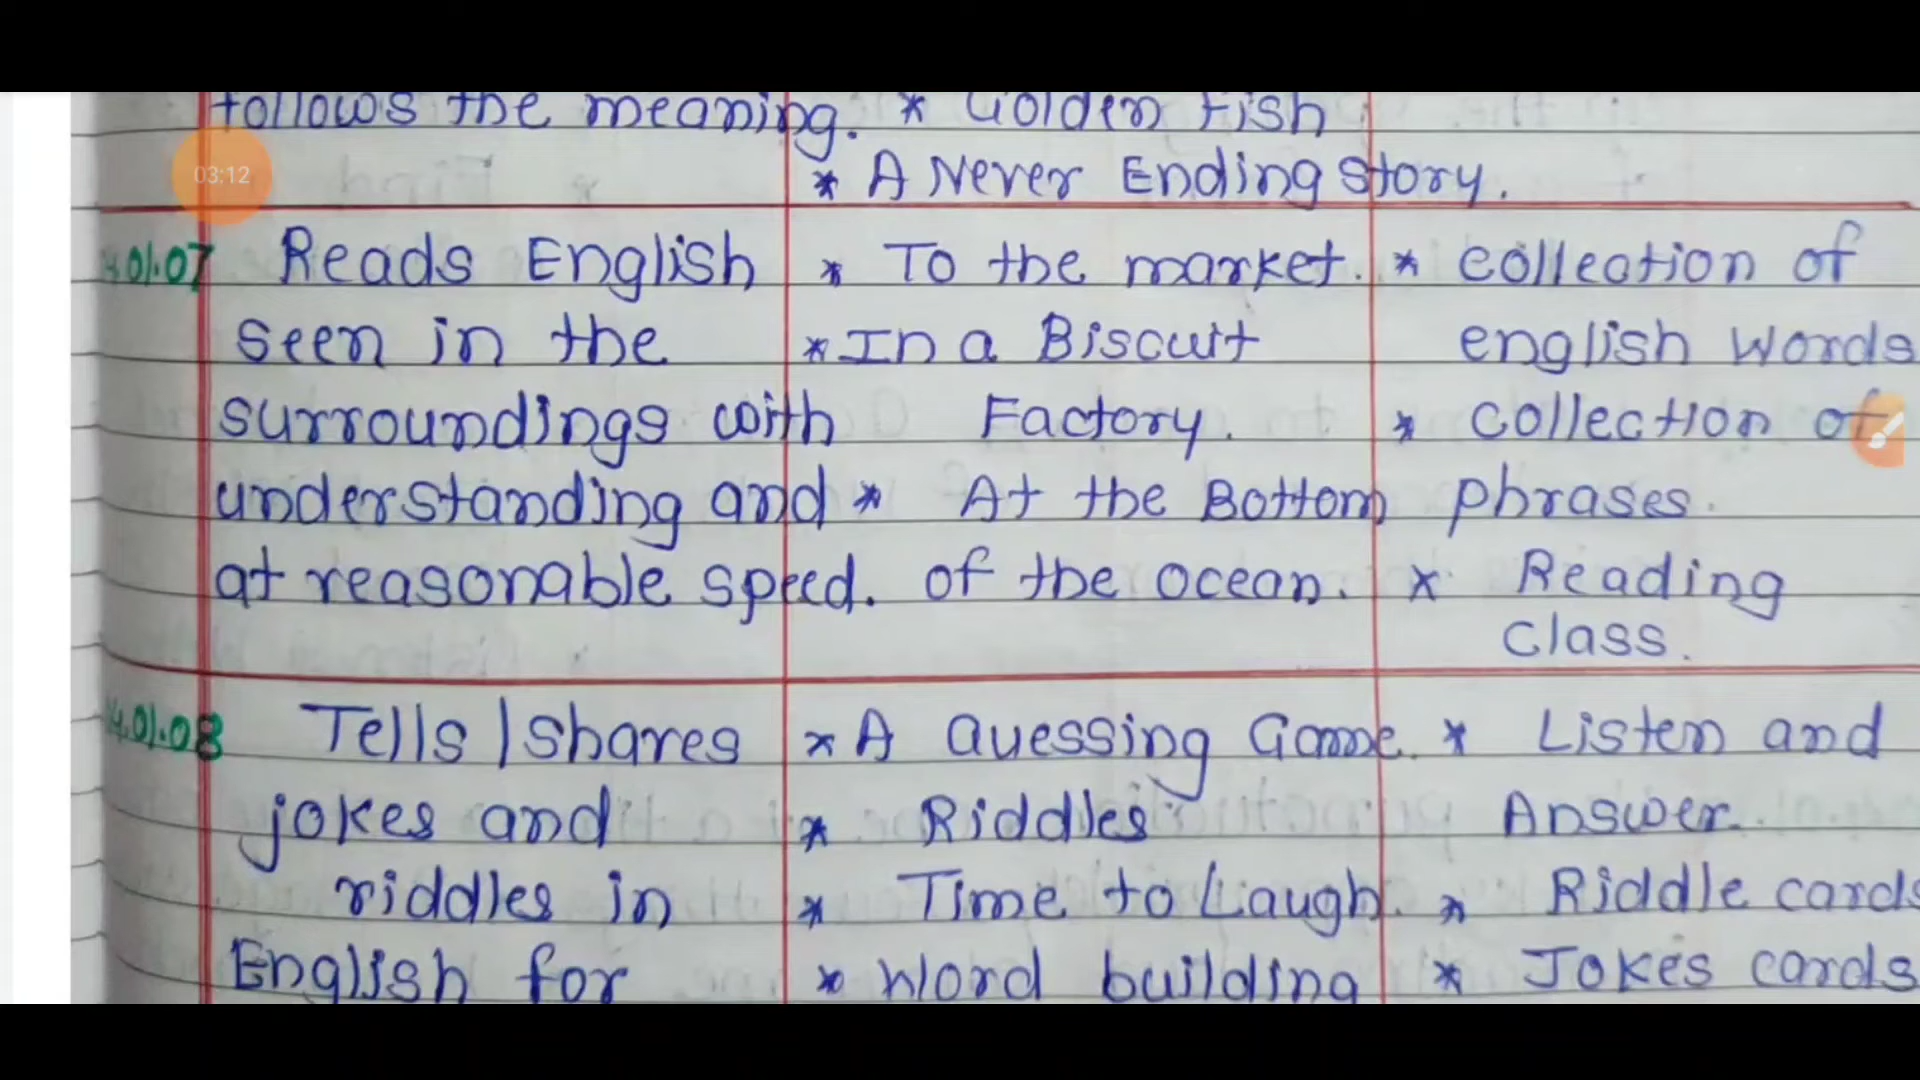 follows the meaning. * Golden Fish
03:12
* A Never Ending Story.
4.01.07 Reads English * To the market. * collection of
seen in the * In a Biscuit english words
surroundings with Factory. * collection of
understanding and * At the Bottom phrases.
at reasonable speed. of the ocean. * Reading
class.
4.01.08 Tells / shares * A Guessing Game. * Listen and
jokes and * Riddles Answer.
riddles in * Time to Laugh. * Riddle cards
English for * Word building * Jokes cards